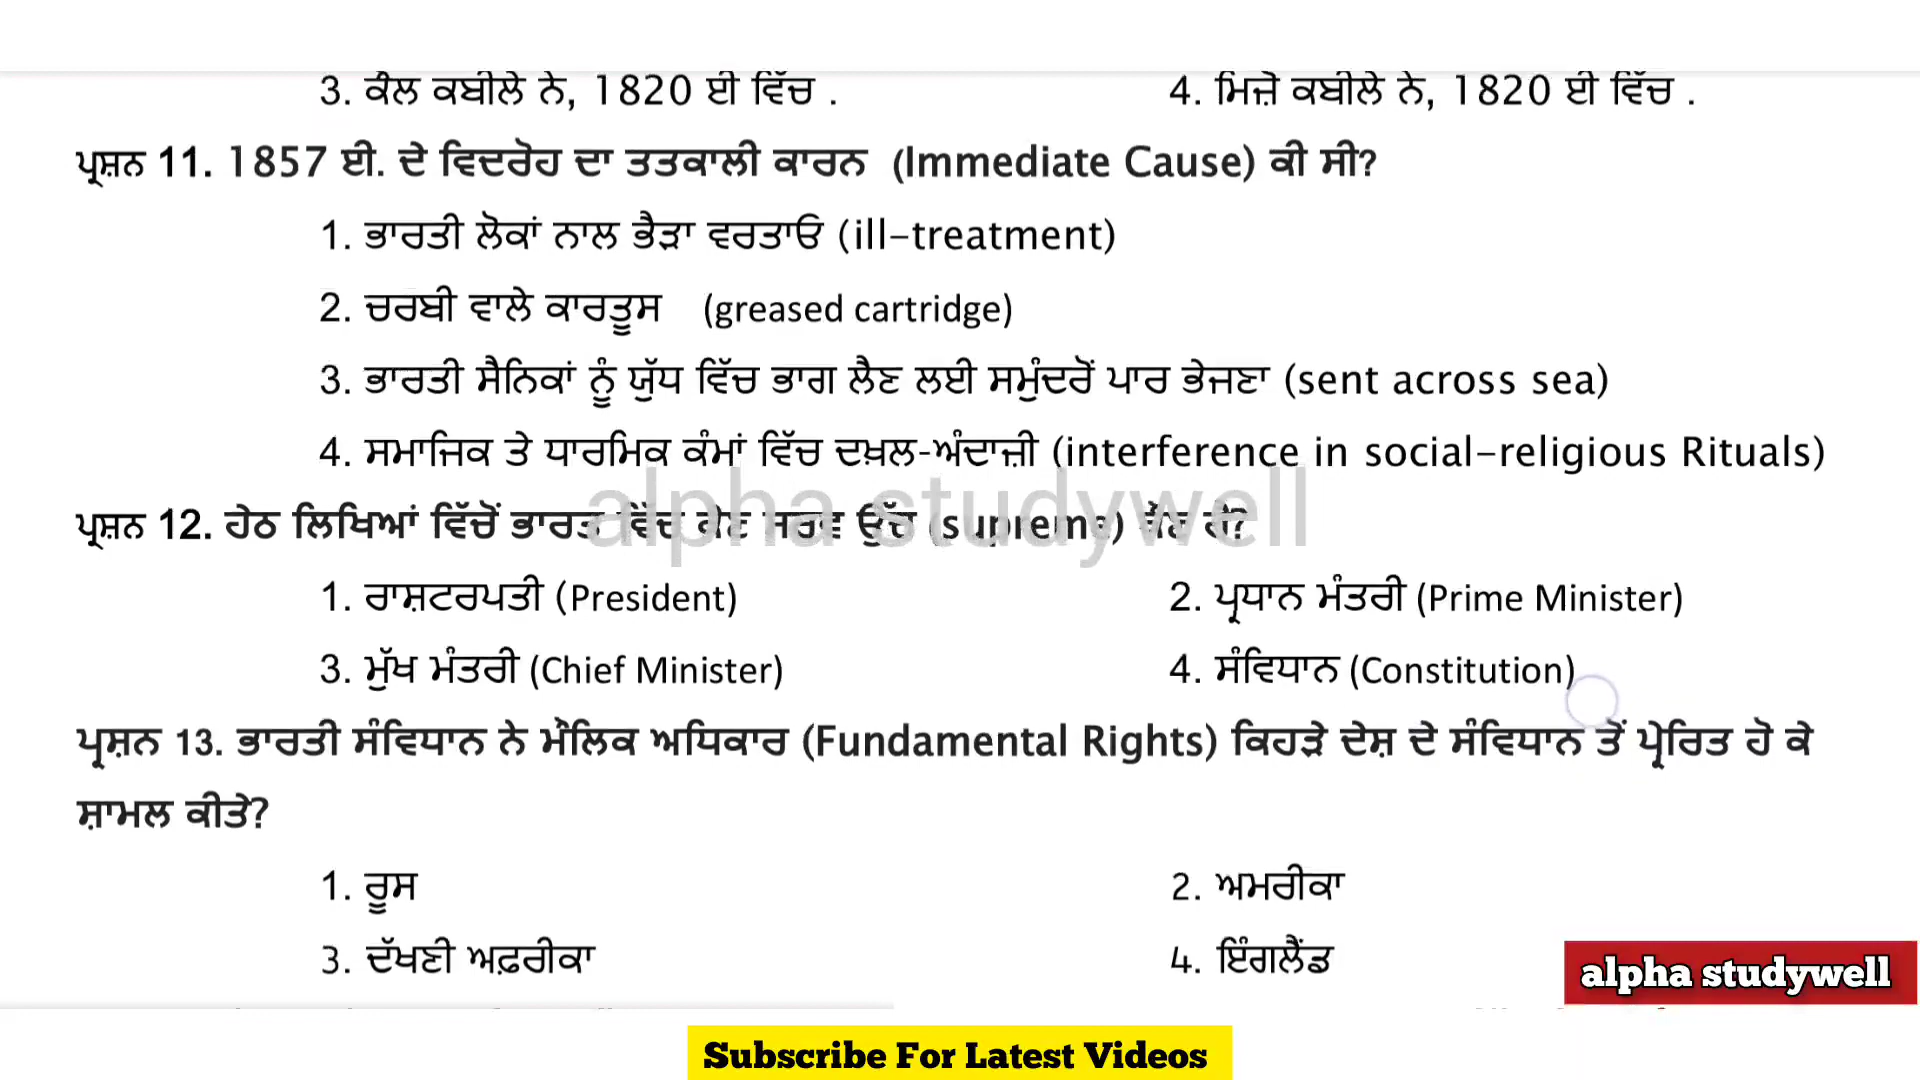 3. ਕੌਲ ਕਬੀਲੇ ਨੇ, 1820 ਈ ਵਿੱਚ .
4. ਮਿਜ਼ੋ ਕਬੀਲੇ ਨੇ, 1820 ਈ ਵਿੱਚ .
ਪ੍ਰਸ਼ਨ 11. 1857 ਈ. ਦੇ ਵਿਦਰੋਹ ਦਾ ਤਤਕਾਲੀ ਕਾਰਨ (Immediate Cause) ਕੀ ਸੀ?
1. ਭਾਰਤੀ ਲੋਕਾਂ ਨਾਲ ਭੈੜਾ ਵਰਤਾਓ (ill-treatment)
2. ਚਰਬੀ ਵਾਲੇ ਕਾਰਤੂਸ (greased cartridge)
3. ਭਾਰਤੀ ਸੈਨਿਕਾਂ ਨੂੰ ਯੁੱਧ ਵਿੱਚ ਭਾਗ ਲੈਣ ਲਈ ਸਮੁੰਦਰੋਂ ਪਾਰ ਭੇਜਣਾ (sent across sea)
4. ਸਮਾਜਿਕ ਤੇ ਧਾਰਮਿਕ ਕੰਮਾਂ ਵਿੱਚ ਦਖ਼ਲ-ਅੰਦਾਜ਼ੀ (interference in social-religious Rituals)
alpha studywell
ਪ੍ਰਸ਼ਨ 12. ਹੇਠ ਲਿਖਿਆਂ ਵਿੱਚੋਂ ਭਾਰਤ ਵਿੱਚ ਕੌਣ ਸਰਵ ਉੱਚ (supreme) ਹੈ?
1. ਰਾਸ਼ਟਰਪਤੀ (President)
2. ਪ੍ਰਧਾਨ ਮੰਤਰੀ (Prime Minister)
3. ਮੁੱਖ ਮੰਤਰੀ (Chief Minister)
4. ਸੰਵਿਧਾਨ (Constitution)
ਪ੍ਰਸ਼ਨ 13. ਭਾਰਤੀ ਸੰਵਿਧਾਨ ਨੇ ਮੌਲਿਕ ਅਧਿਕਾਰ (Fundamental Rights) ਕਿਹੜੇ ਦੇਸ਼ ਦੇ ਸੰਵਿਧਾਨ ਤੋਂ ਪ੍ਰੇਰਿਤ ਹੋ ਕੇ
ਸ਼ਾਮਲ ਕੀਤੇ?
1. ਰੂਸ
2. ਅਮਰੀਕਾ
3. ਦੱਖਣੀ ਅਫ਼ਰੀਕਾ
4. ਇੰਗਲੈਂਡ
alpha studywell
Subscribe For Latest Videos